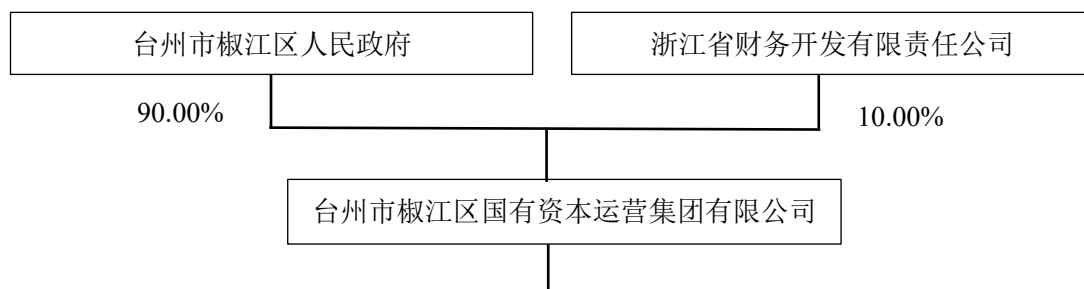 台州市椒江区人民政府
浙江省财务开发有限责任公司
90.00%
10.00%
台州市椒江区国有资本运营集团有限公司